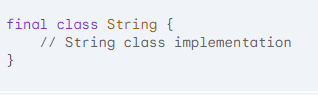 final class String {
    // String class implementation
}